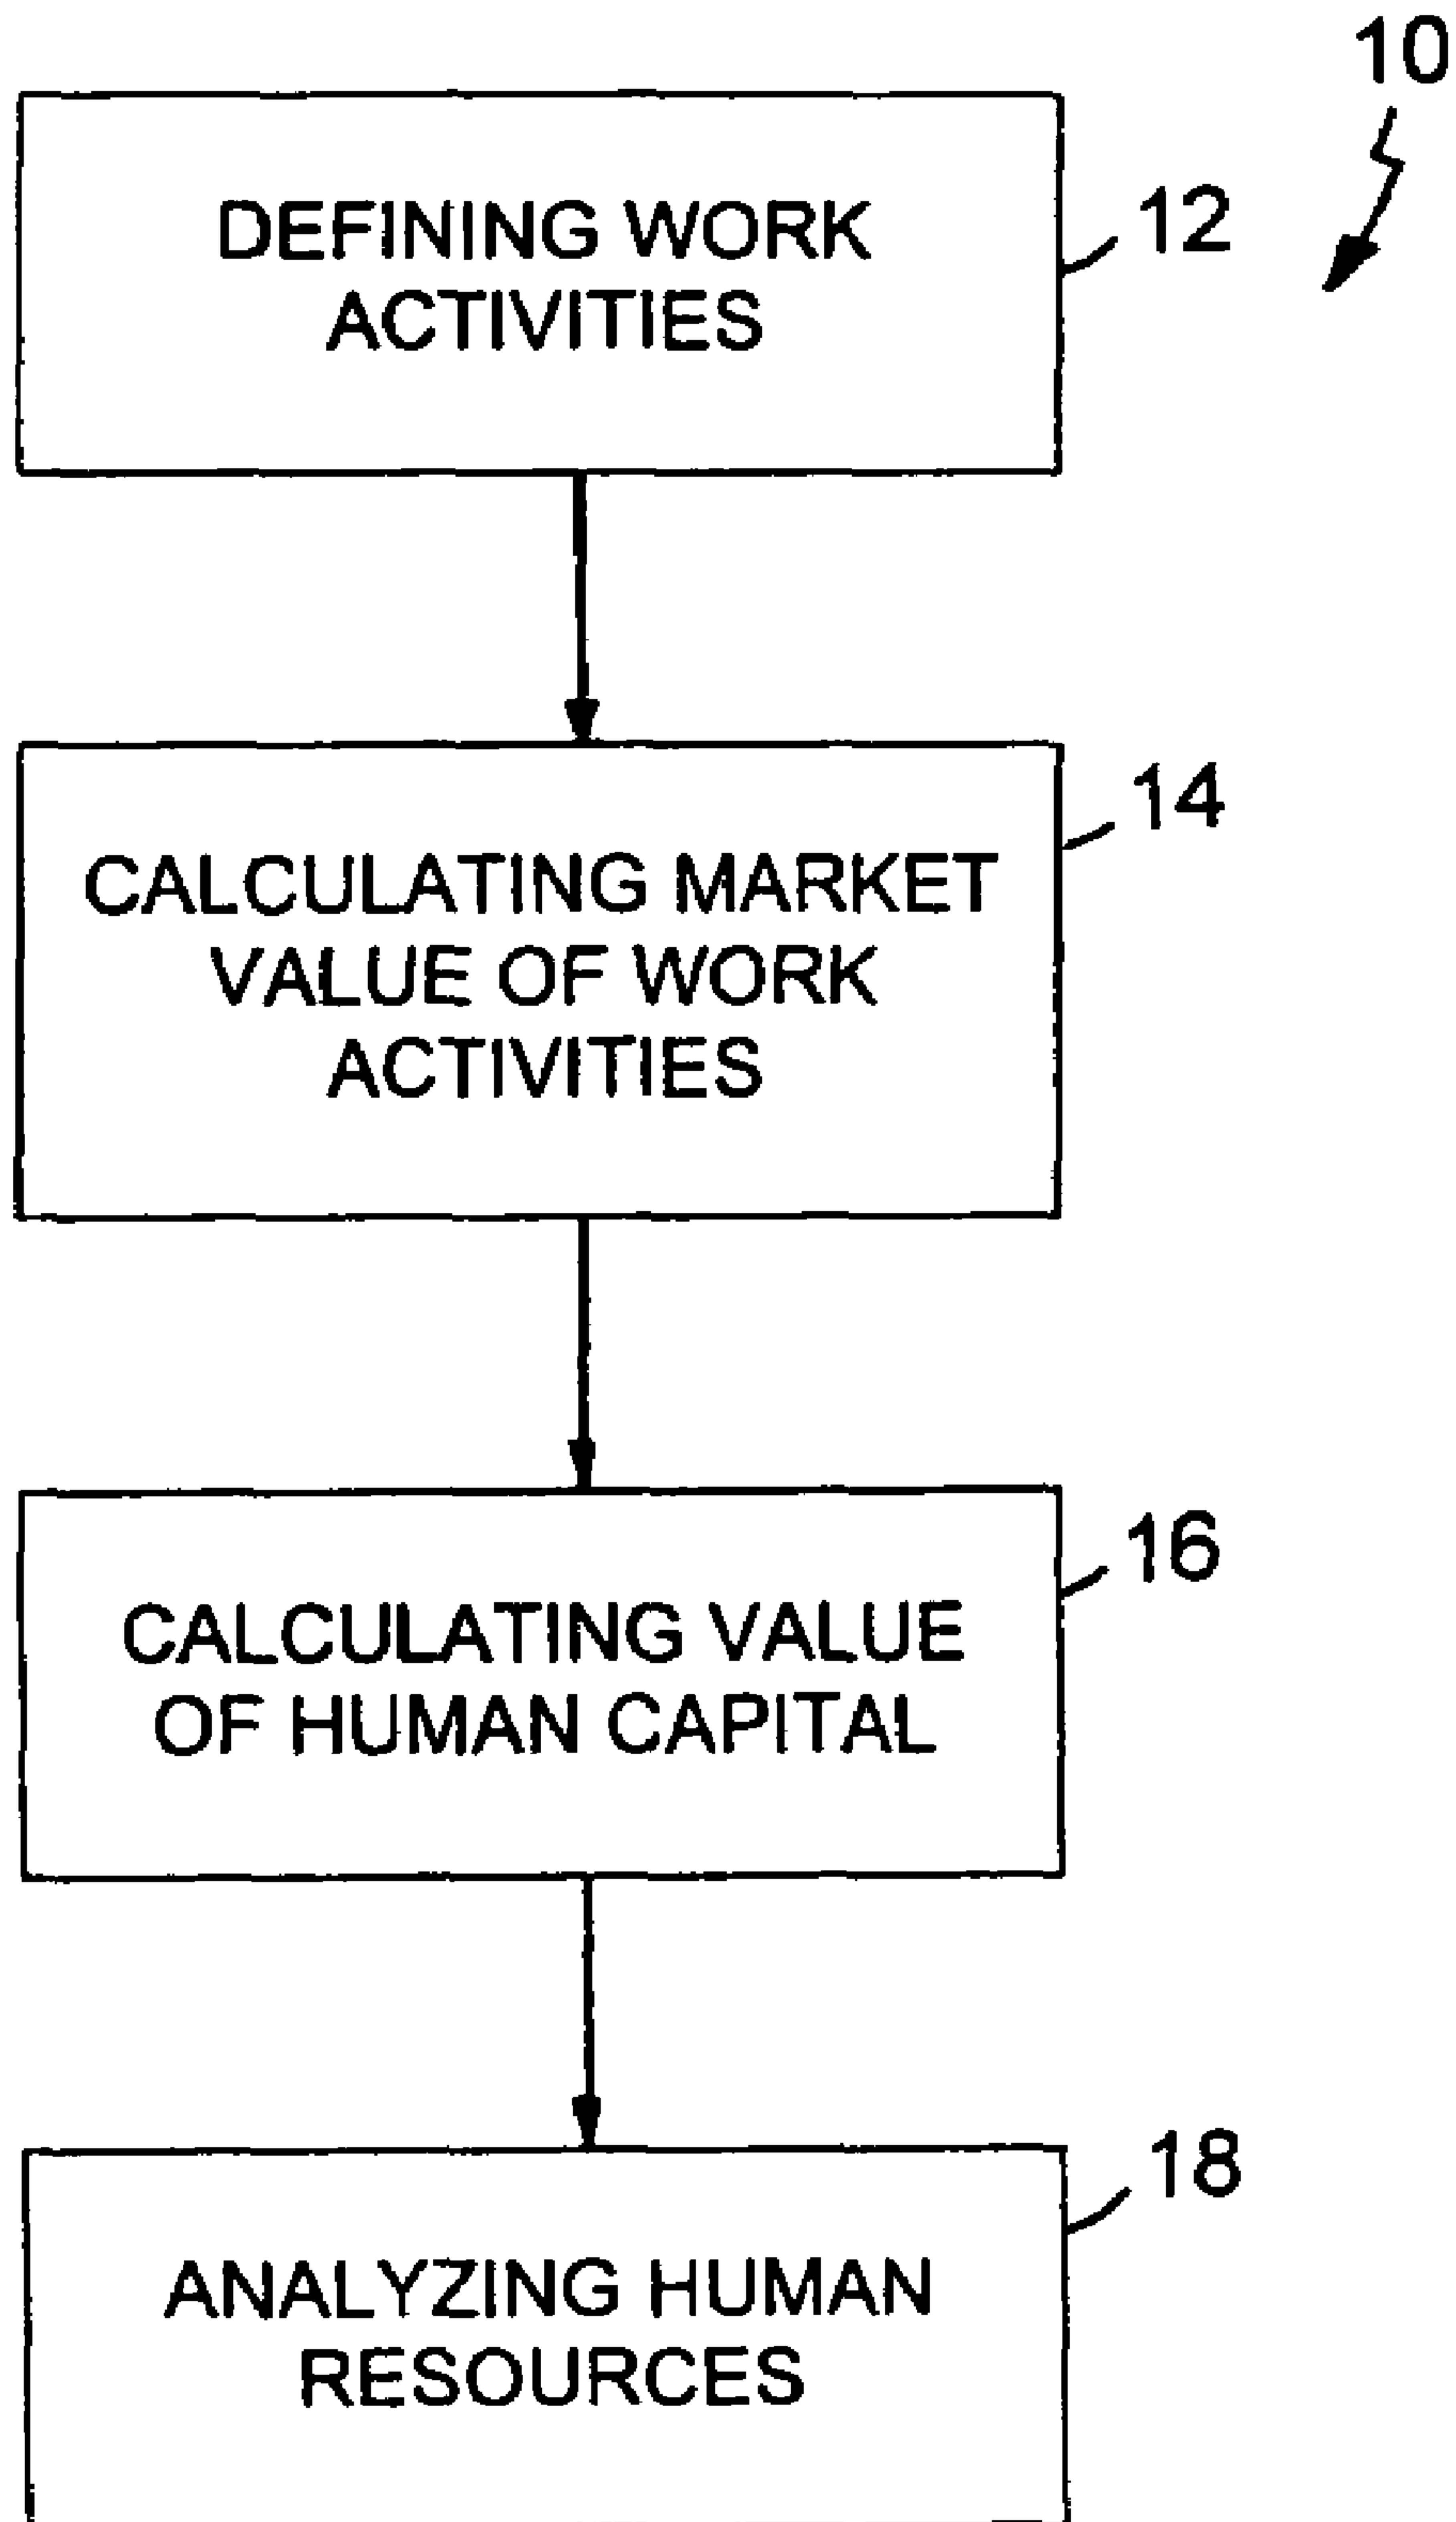 10
DEFINING WORK
ACTIVITIES
12
CALCULATING MARKET
VALUE OF WORK
ACTIVITIES
14
CALCULATING VALUE
OF HUMAN CAPITAL
16
ANALYZING HUMAN
RESOURCES
18